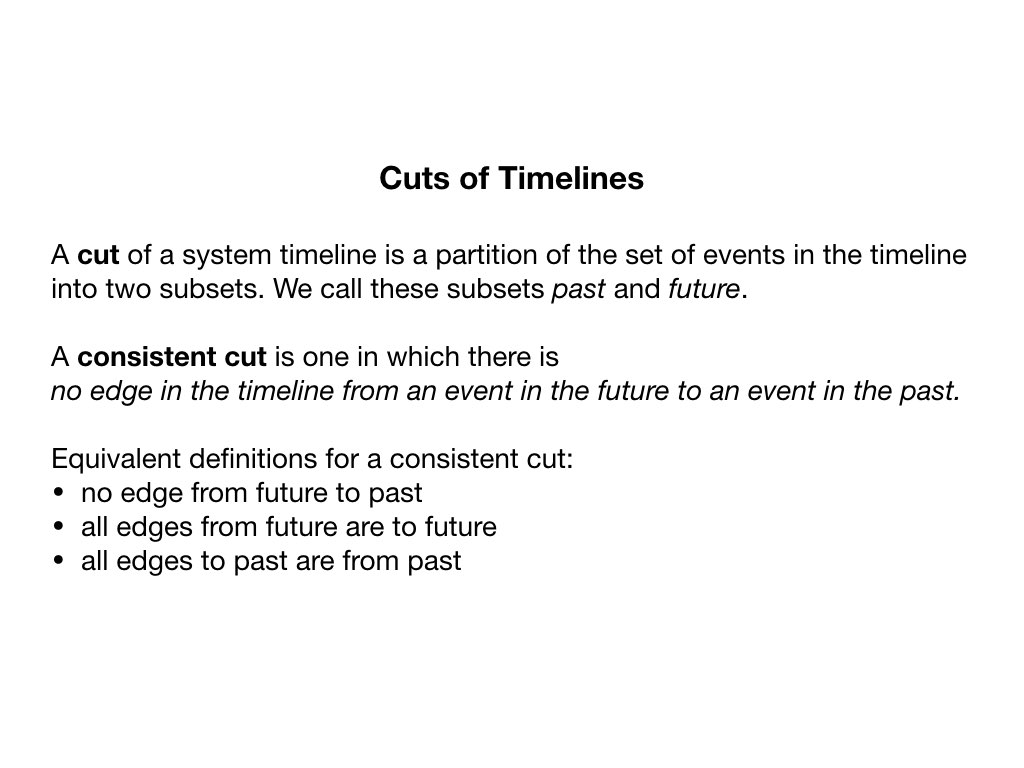 Cuts of Timelines
A cut of a system timeline is a partition of the set of events in the timeline
into two subsets. We call these subsets past and future.
A consistent cut is one in which there is
no edge in the timeline from an event in the future to an event in the past.
Equivalent definitions for a consistent cut:
• no edge from future to past
• all edges from future are to future
• all edges to past are from past